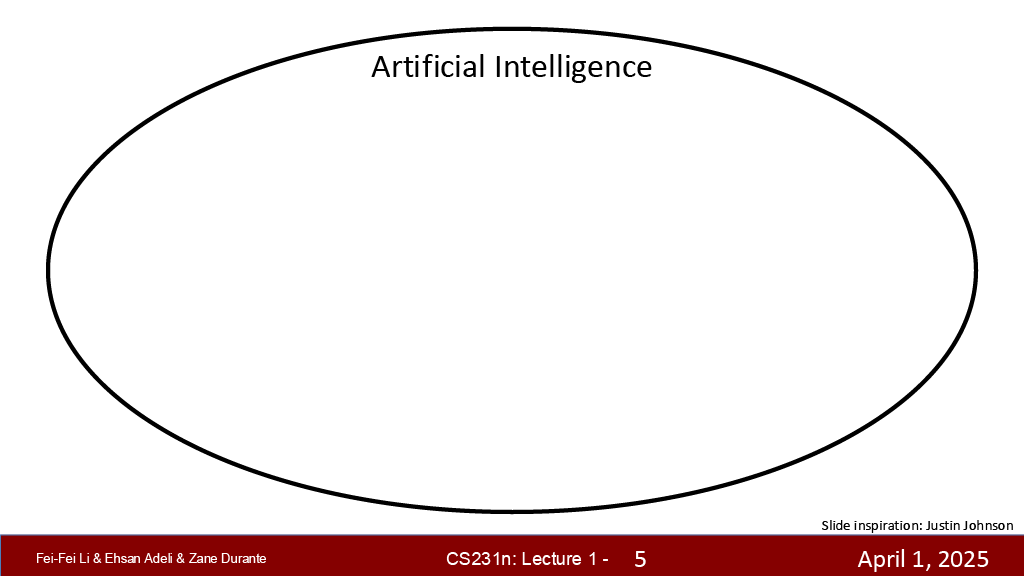 Artificial Intelligence
Slide inspiration: Justin Johnson
Fei-Fei Li & Ehsan Adeli & Zane Durante
CS231n: Lecture 1 - 5
April 1, 2025